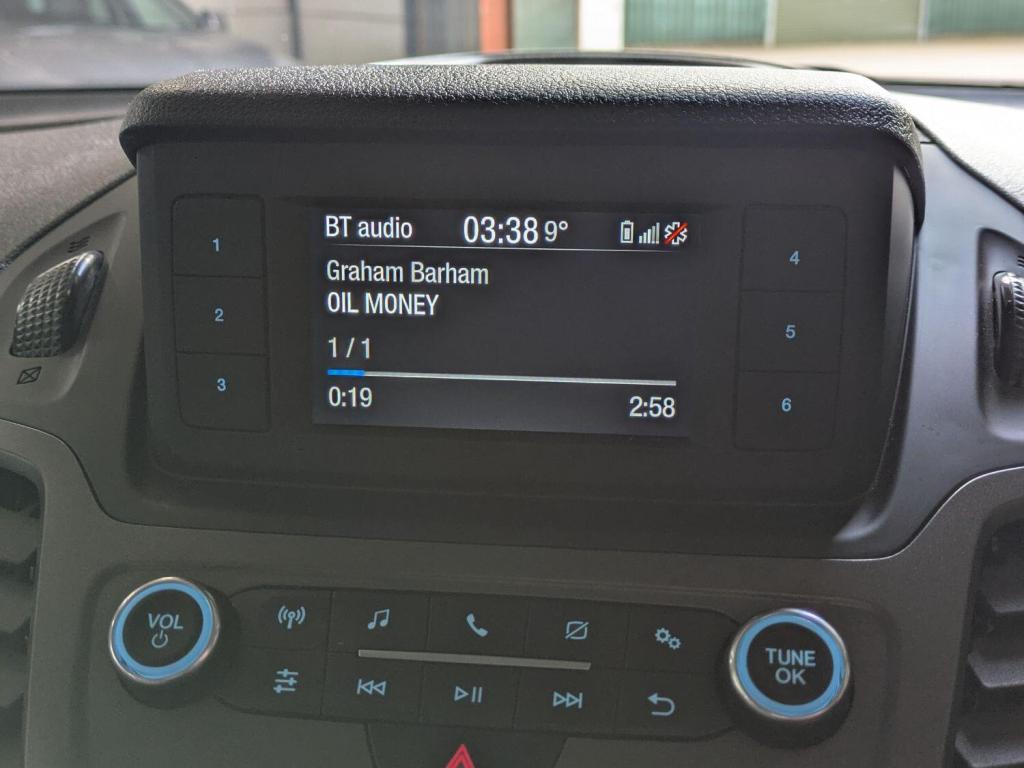 BT audio 03:38 9°
Graham Barham
OIL MONEY
1 / 1
0:19 2:58
1
2
3
4
5
6
VOL
TUNE
OK